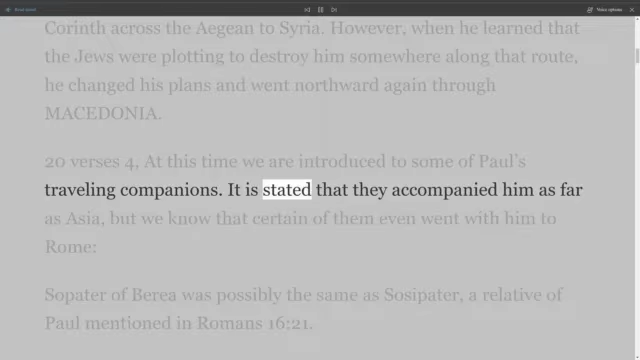 Read aloud
Voice options
Corinth across the Aegean to Syria. However, when he learned that
the Jews were plotting to destroy him somewhere along that route,
he changed his plans and went northward again through
MACEDONIA.
20 verses 4, At this time we are introduced to some of Paul's
traveling companions. It is stated that they accompanied him as far
as Asia, but we know that certain of them even went with him to
Rome:
Sopater of Berea was possibly the same as Sosipater, a relative of
Paul mentioned in Romans 16:21.